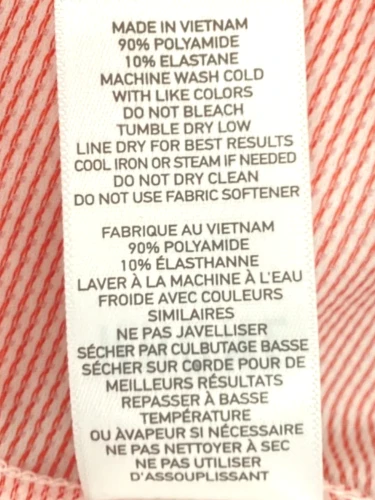 MADE IN VIETNAM
90% POLYAMIDE
10% ELASTANE
MACHINE WASH COLD
WITH LIKE COLORS
DO NOT BLEACH
TUMBLE DRY LOW
LINE DRY FOR BEST RESULTS
COOL IRON OR STEAM IF NEEDED
DO NOT DRY CLEAN
DO NOT USE FABRIC SOFTENER
FABRIQUE AU VIETNAM
90% POLYAMIDE
10% ÉLASTHANNE
LAVER À LA MACHINE À L'EAU
FROIDE AVEC COULEURS
SIMILAIRES
NE PAS JAVELLISER
SÉCHER PAR CULBUTAGE BASSE
SÉCHER SUR CORDE POUR DE
MEILLEURS RÉSULTATS
REPASSER À BASSE
TEMPÉRATURE
OU ÀVAPEUR SI NÉCESSAIRE
NE PAS NETTOYER À SEC
NE PAS UTILISER
D'ASSOUPLISSANT